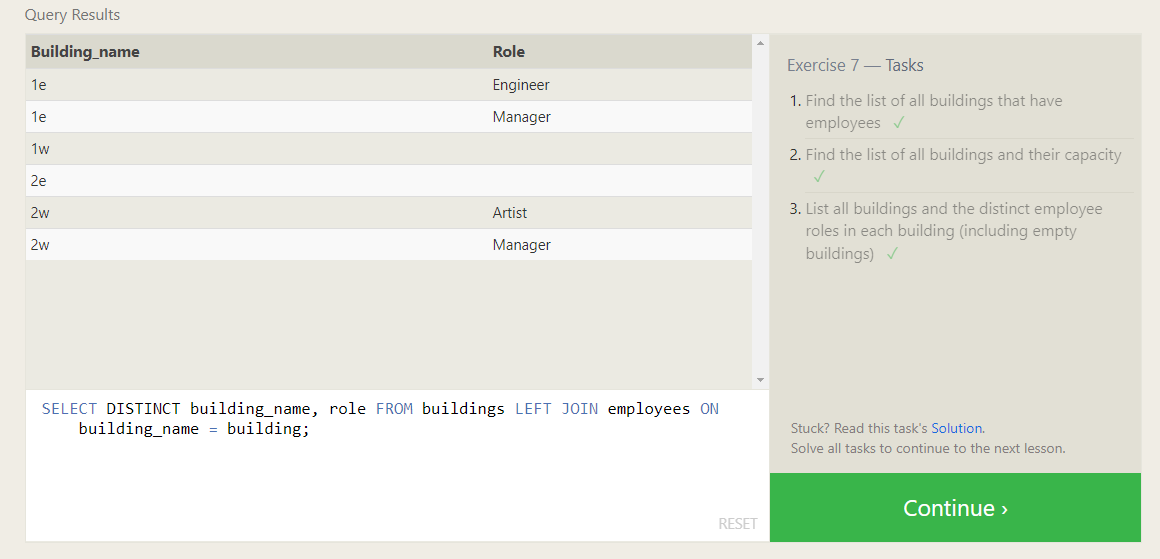 Query Results
Building_name Role
1e Engineer
1e Manager
1w
2e
2w Artist
2w Manager
SELECT DISTINCT building_name, role FROM buildings LEFT JOIN employees ON
building_name = building;
RESET
Exercise 7 — Tasks
1. Find the list of all buildings that have
employees ✓
2. Find the list of all buildings and their capacity
✓
3. List all buildings and the distinct employee
roles in each building (including empty
buildings) ✓
Stuck? Read this task's Solution.
Solve all tasks to continue to the next lesson.
Continue ›